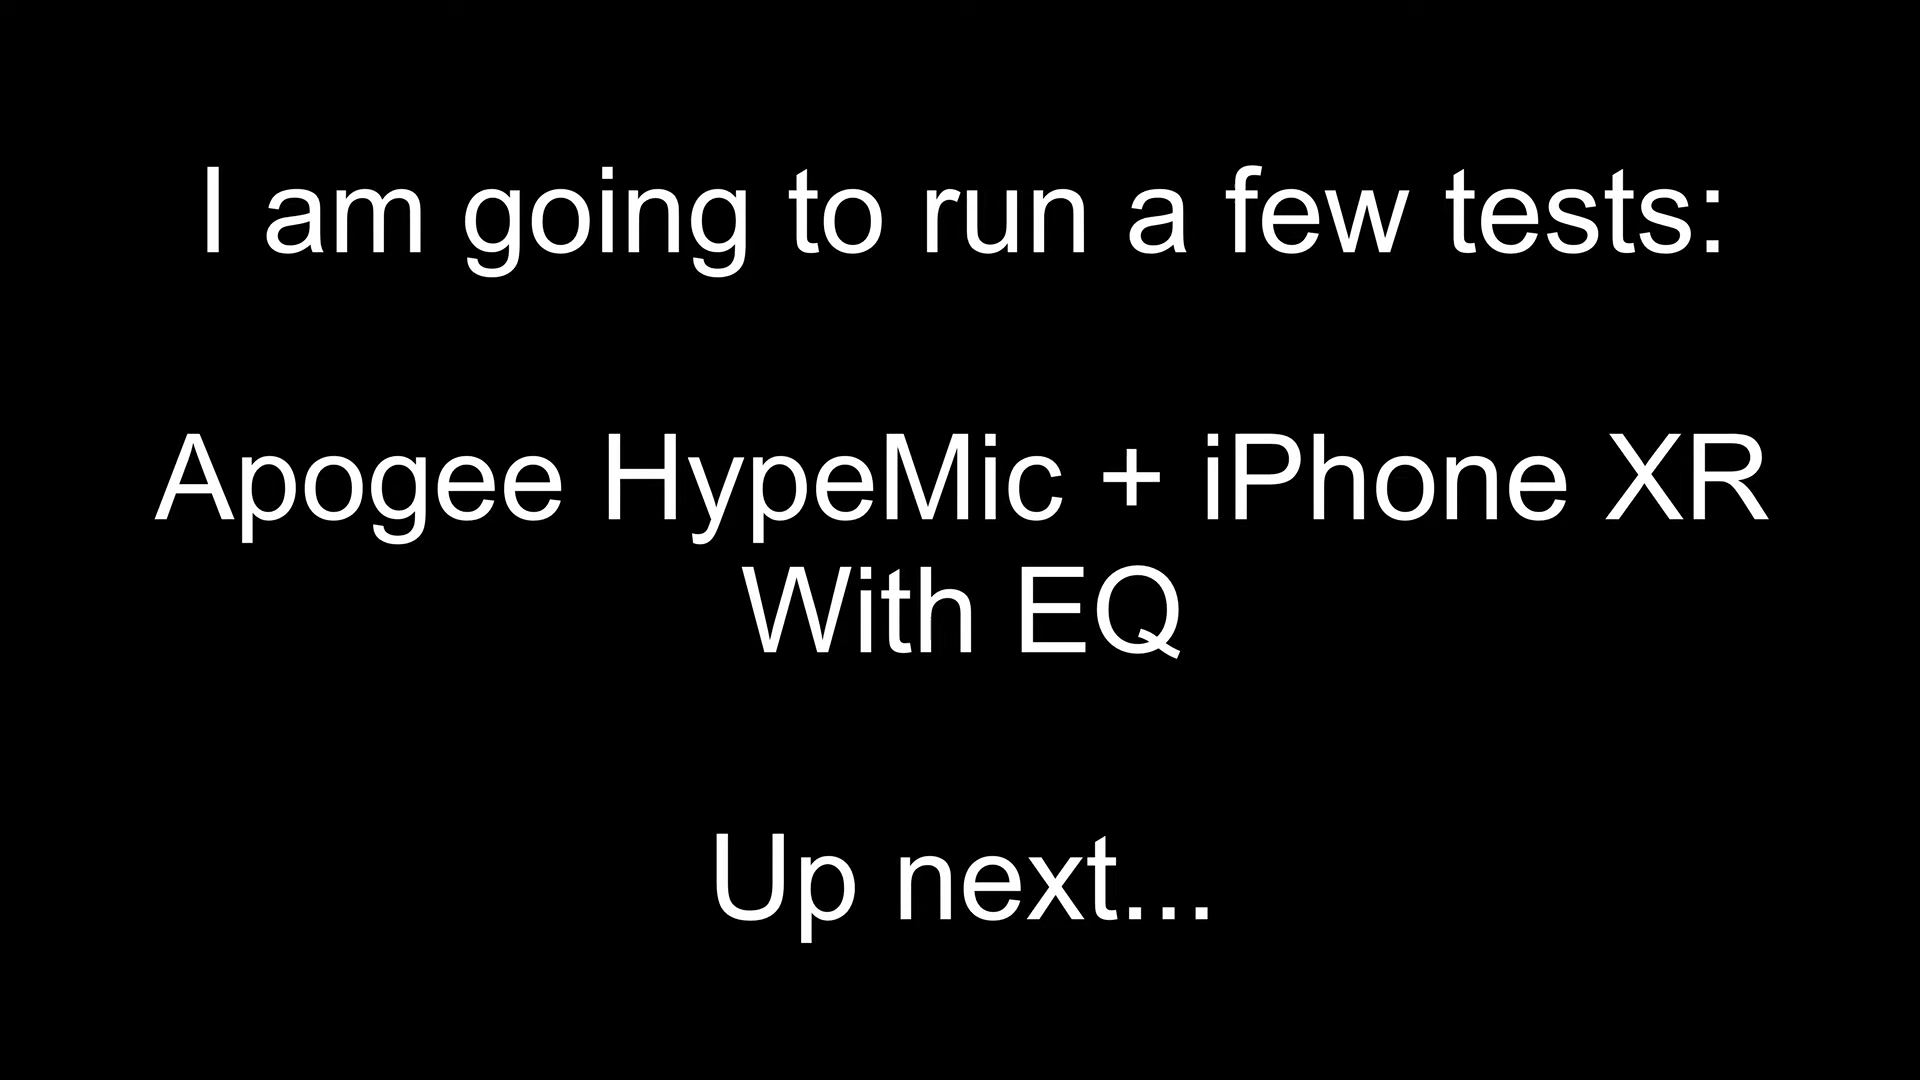 I am going to run a few tests:
Apogee HypeMic + iPhone XR
With EQ
Up next...